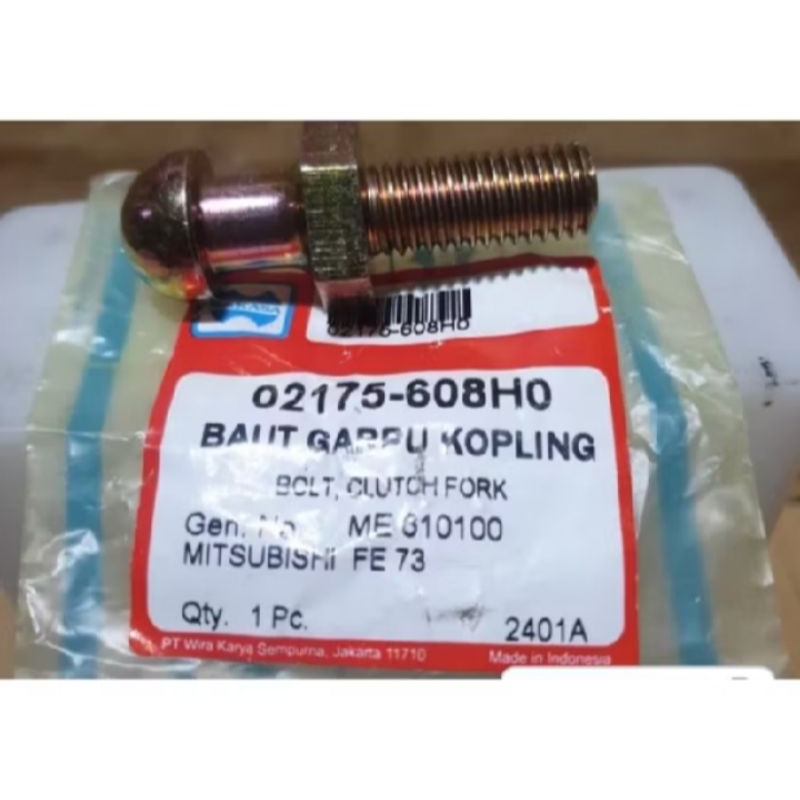 02175-608H0
02175-608H0
BAUT GARPU KOPLING
BOLT, CLUTCH FORK
Gen. No. ME 610100
MITSUBISHI FE 73
Qty. 1 Pc.
2401A
PT Wira Karya Sempurna, Jakarta 11710
Made in Indonesia